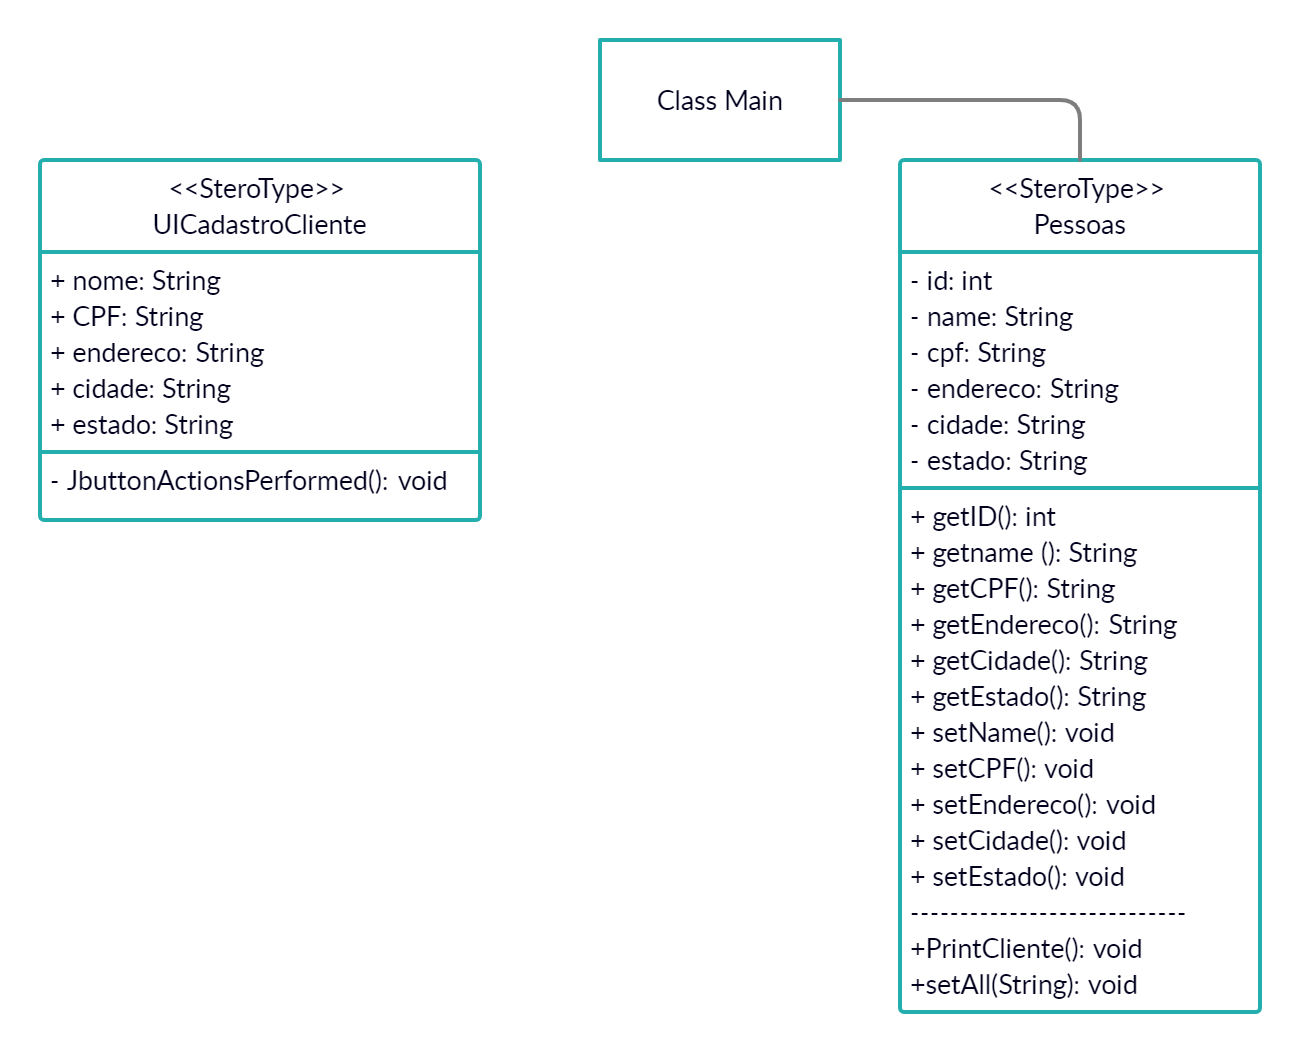 Class Main
<<SteroType>>
UICadastroCliente
+ nome: String
+ CPF: String
+ endereco: String
+ cidade: String
+ estado: String
- JbuttonActionsPerformed(): void
<<SteroType>>
Pessoas
- id: int
- name: String
- cpf: String
- endereco: String
- cidade: String
- estado: String
+ getID(): int
+ getname (): String
+ getCPF(): String
+ getEndereco(): String
+ getCidade(): String
+ getEstado(): String
+ setName(): void
+ setCPF(): void
+ setEndereco(): void
+ setCidade(): void
+ setEstado(): void
----------------------------
+PrintCliente(): void
+setAll(String): void